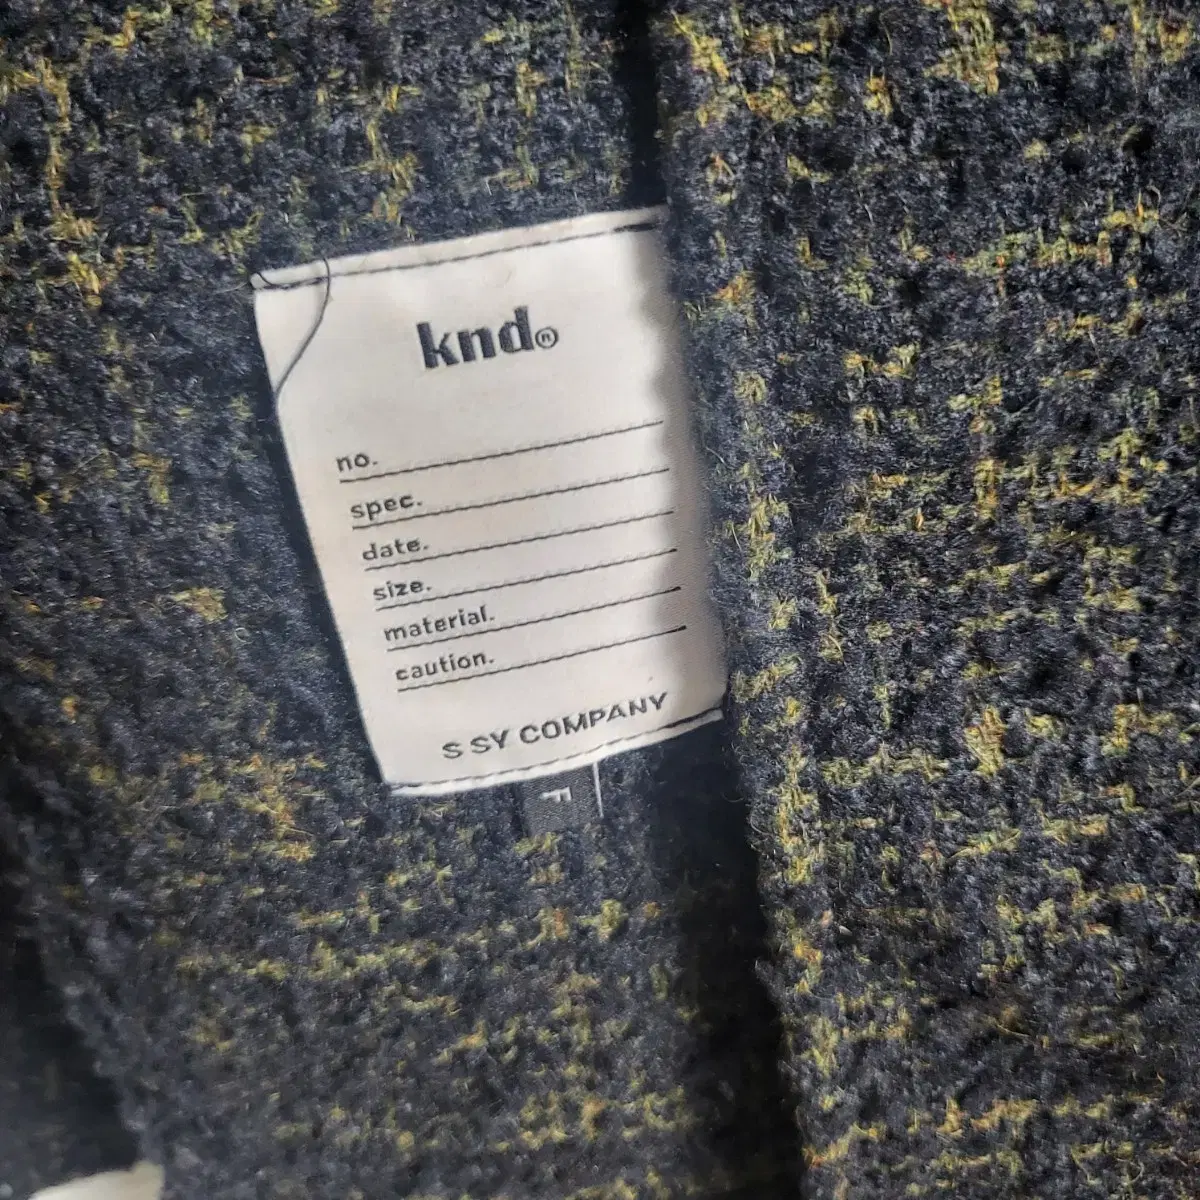 knd®
no.
spec.
date.
size.
material.
caution.
S SY COMPANY
F